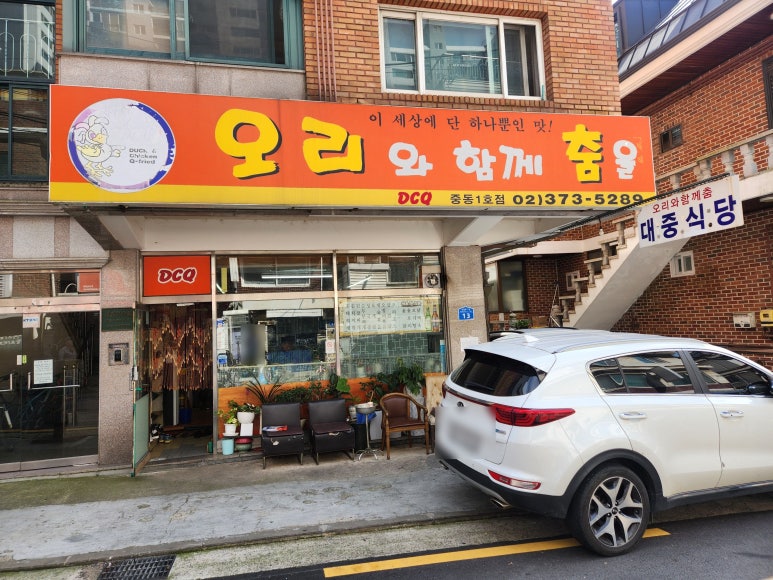 이 세상에 단 하나뿐인 맛!
DUCK &
Chicken
Q-fried
오리와 함께 춤을
DCQ 중동1호점 02)373-5289
오리와함께춤
대.중.식.당
DCQ
13